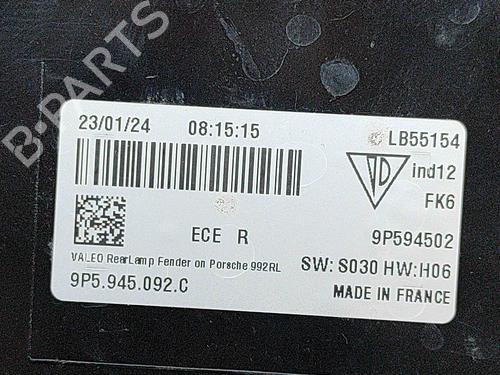 B-PARTS
23/01/24 08:15:15 LB55154
ind12
FK6
ECE R 9P594502
VALEO RearLamp Fender on Porsche 992RL SW: S030 HW:H06
9P5.945.092.C MADE IN FRANCE